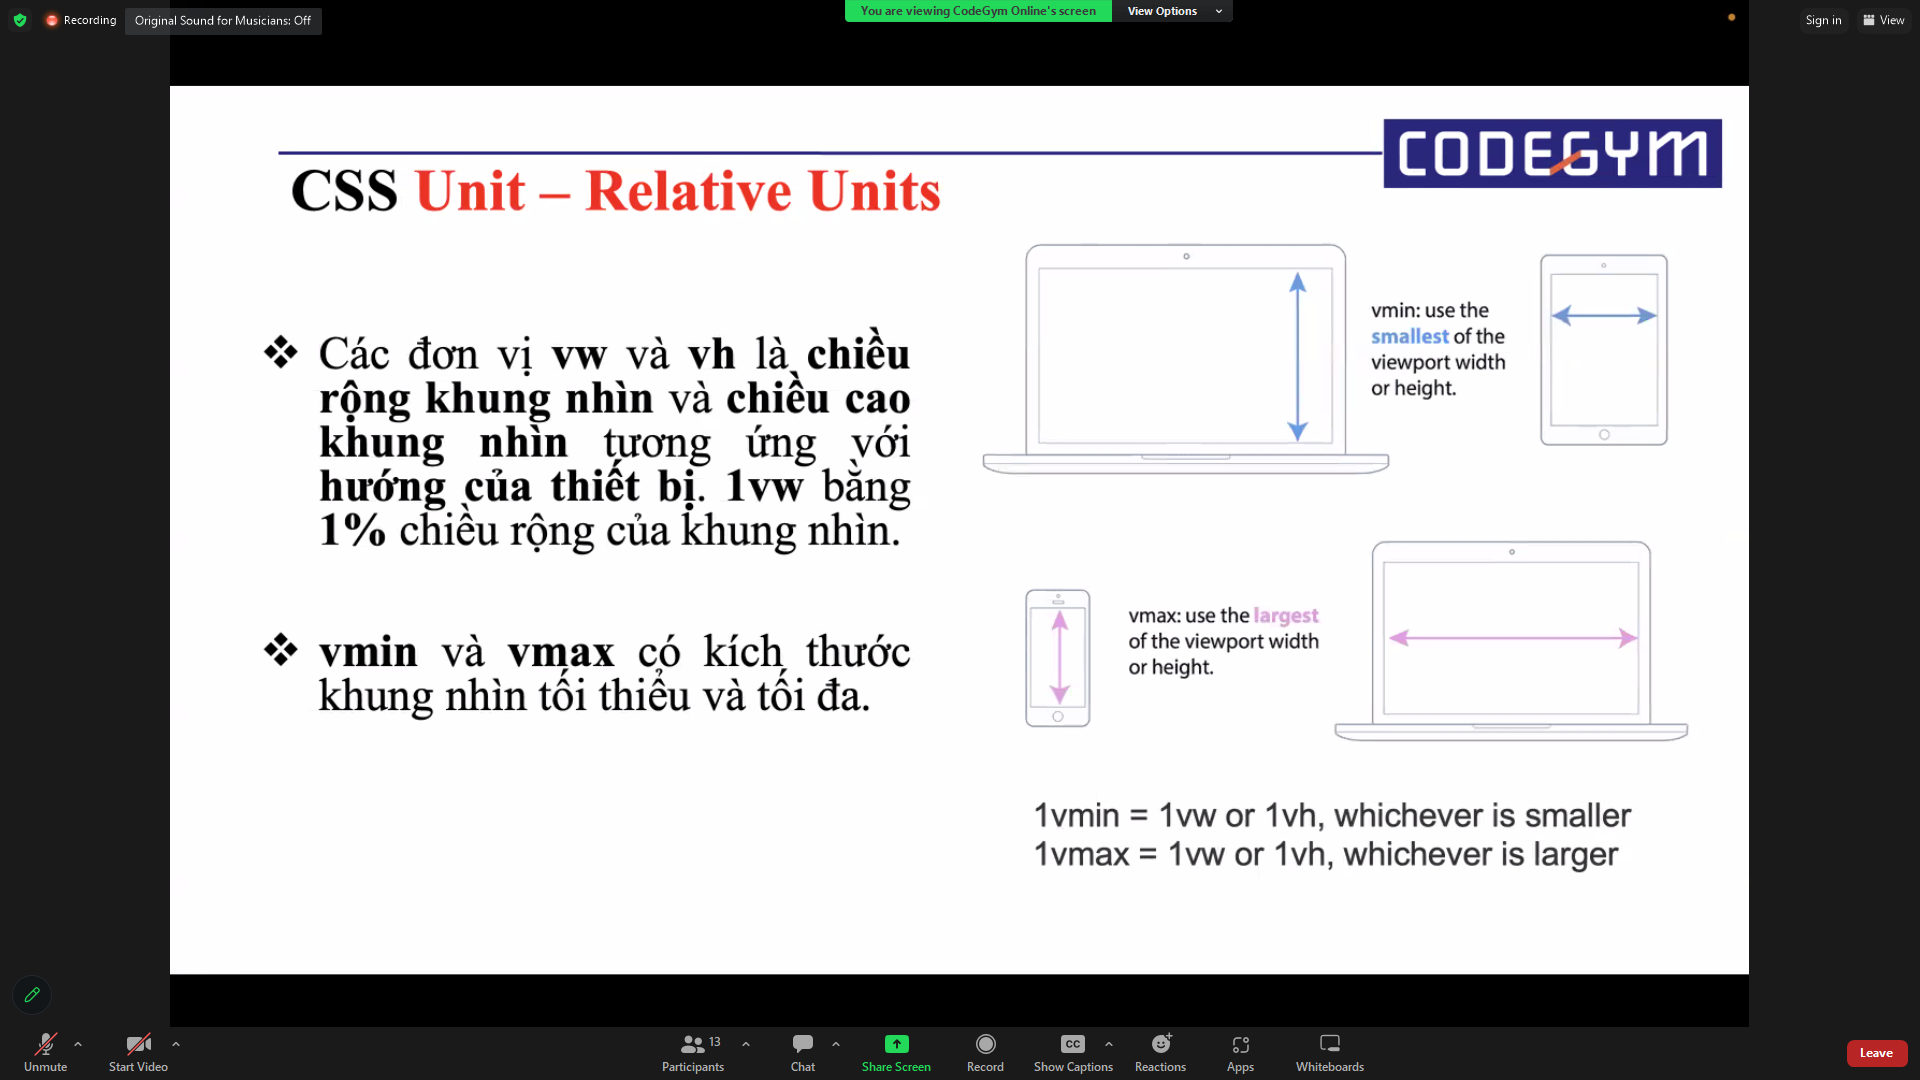 Recording
Original Sound for Musicians: Off
You are viewing CodeGym Online's screen
View Options
Sign in
View
CODEGYM
CSS Unit – Relative Units
❖ Các đơn vị vw và vh là chiều
rộng khung nhìn và chiều cao
khung nhìn tương ứng với
hướng của thiết bị. 1vw bằng
1% chiều rộng của khung nhìn.
❖ vmin và vmax có kích thước
khung nhìn tối thiểu và tối đa.
vmin: use the
smallest of the
viewport width
or height.
vmax: use the largest
of the viewport width
or height.
1vmin = 1vw or 1vh, whichever is smaller
1vmax = 1vw or 1vh, whichever is larger
Unmute
Start Video
13
Participants
Chat
Share Screen
Record
CC
Show Captions
Reactions
Apps
Whiteboards
Leave